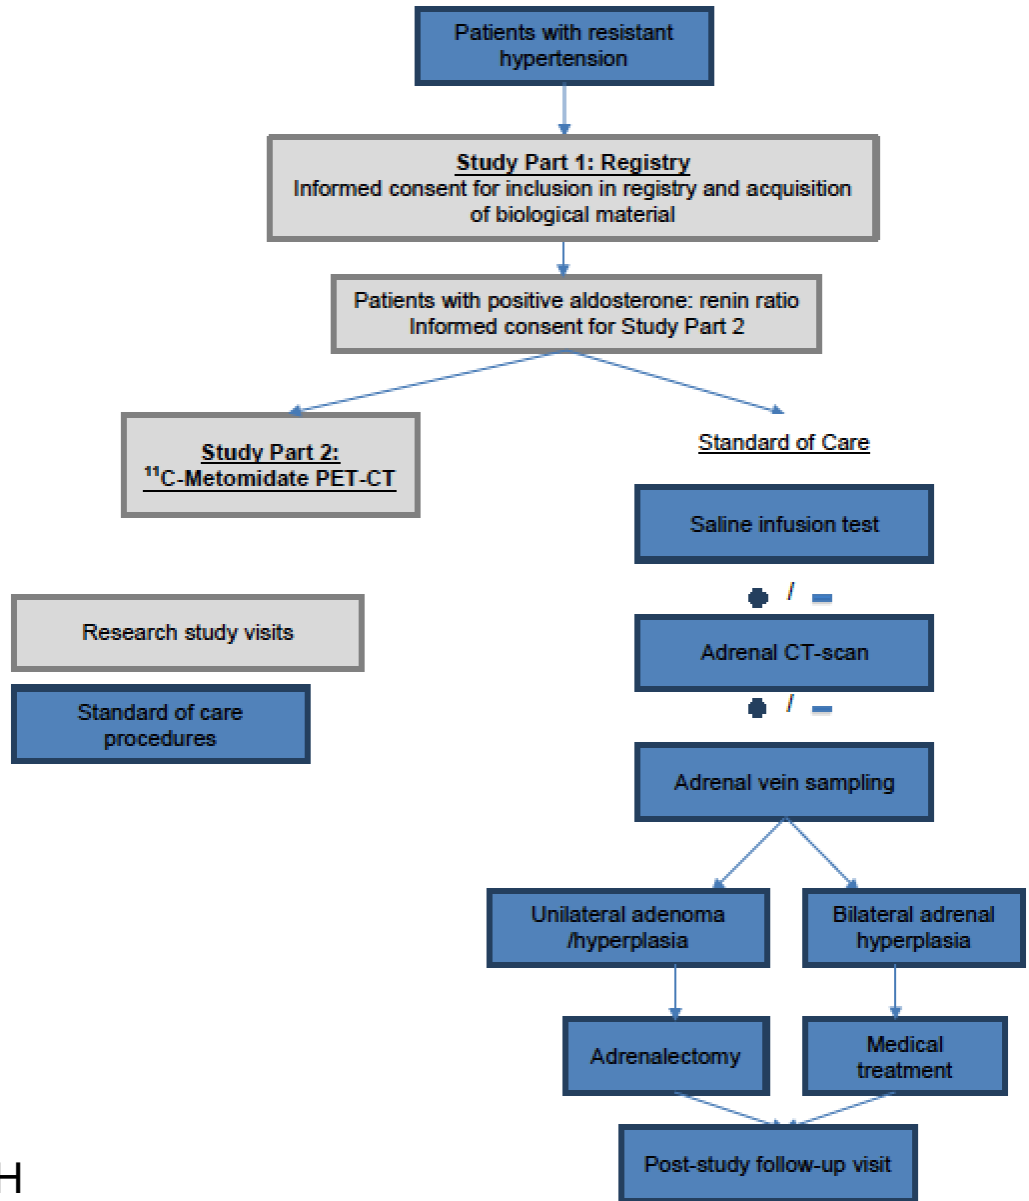 Patients with resistant
hypertension
Study Part 1: Registry
Informed consent for inclusion in registry and acquisition
of biological material
Patients with positive aldosterone: renin ratio
Informed consent for Study Part 2
Study Part 2:
¹¹C-Metomidate PET-CT
Standard of Care
Saline infusion test
/
Research study visits
Adrenal CT-scan
/
Standard of care
procedures
Adrenal vein sampling
Unilateral adenoma
/hyperplasia
Bilateral adrenal
hyperplasia
Adrenalectomy
Medical
treatment
Post-study follow-up visit
H